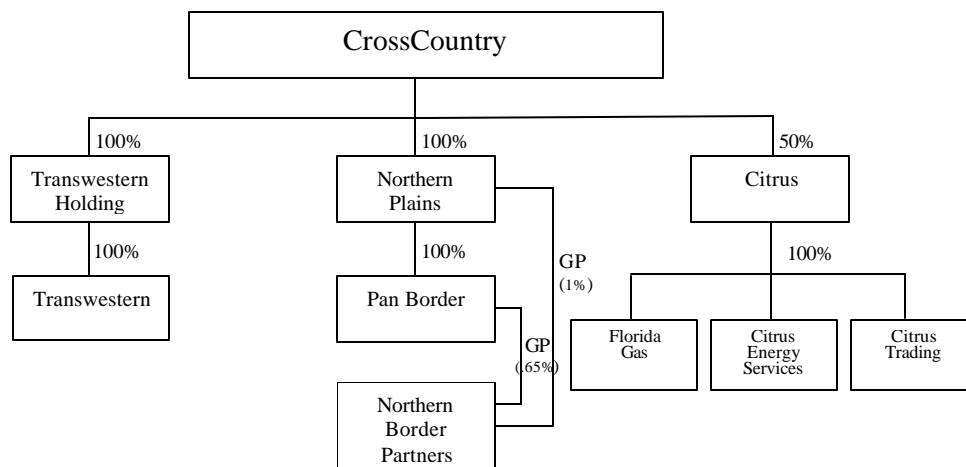 CrossCountry
100%
100%
50%
Transwestern
Holding
Northern
Plains
Citrus
100%
100%
100%
GP
(1%)
Transwestern
Pan Border
Florida
Gas
Citrus
Energy
Services
Citrus
Trading
GP
(.65%)
Northern
Border
Partners